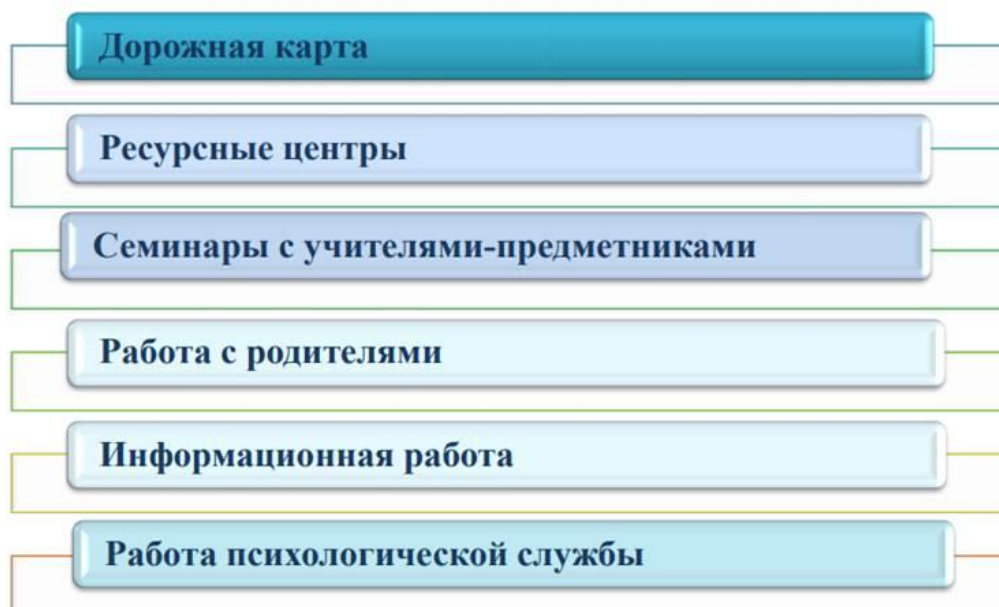 Дорожная карта
Ресурсные центры
Семинары с учителями-предметниками
Работа с родителями
Информационная работа
Работа психологической службы